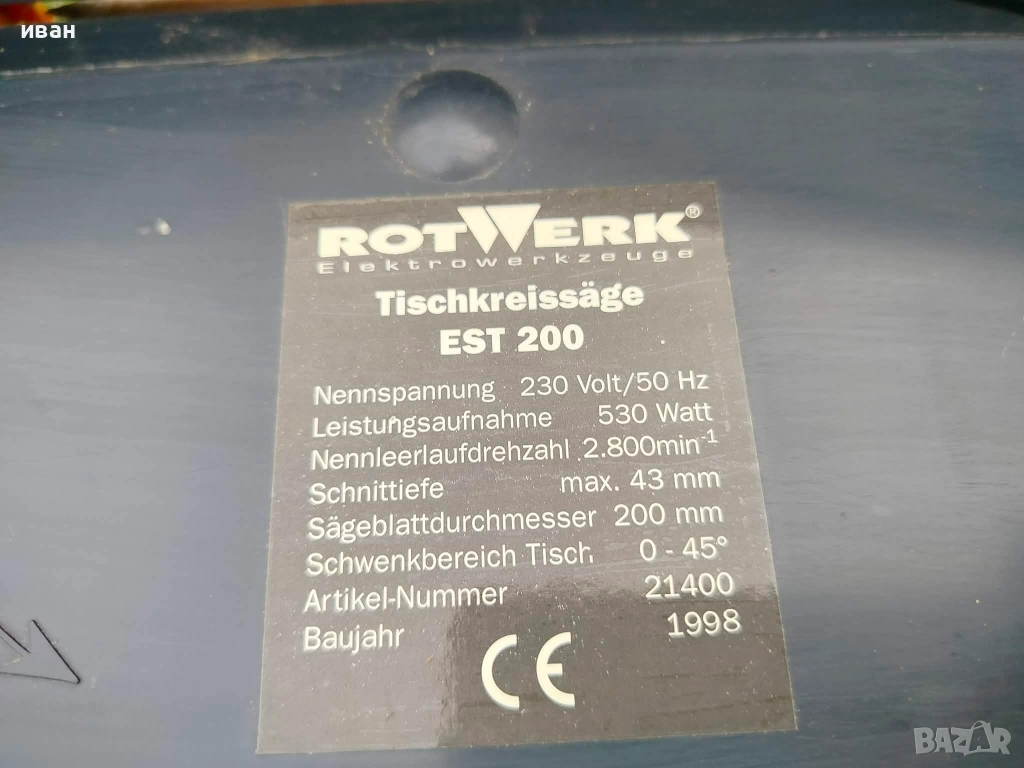 иван
ROTWERK®
Elektrowerkzeuge
Tischkreissäge
EST 200
Nennspannung 230 Volt/50 Hz
Leistungsaufnahme 530 Watt
Nennleerlaufdrehzahl 2.800min-1
Schnittiefe max. 43 mm
Sägeblattdurchmesser 200 mm
Schwenkbereich Tisch 0 - 45°
Artikel-Nummer 21400
Baujahr 1998
CE
BAZAR